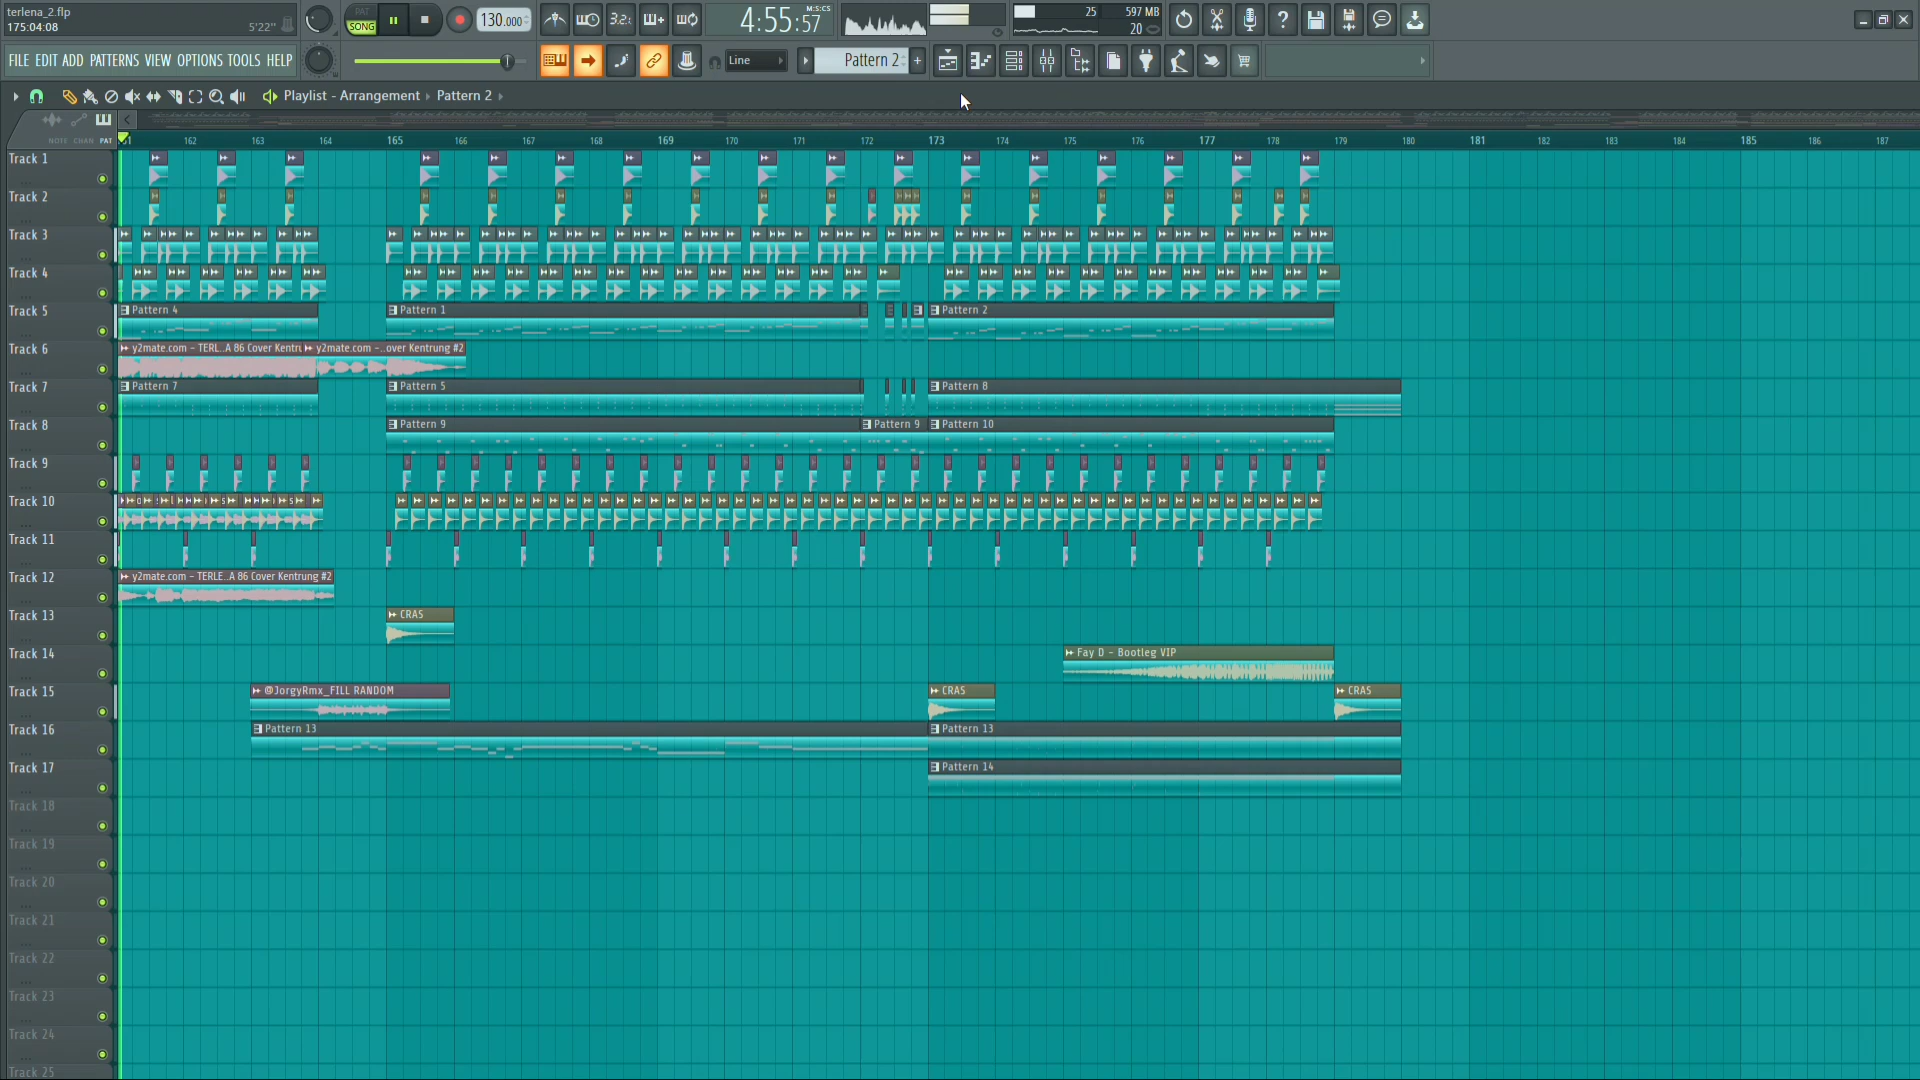 terlena_2.flp
175:04:08 5'22"
PAT
SONG
130.000
3.2.
4:55:57
M:S:CS
25 597 MB
20
FILE EDIT ADD PATTERNS VIEW OPTIONS TOOLS HELP
Line
Pattern 2
Playlist - Arrangement Pattern 2
NOTE CHAN PAT
162 163 164 165 166 167 168 169 170 171 172 173 174 175 176 177 178 179 180 181 182 183 184 185 186 187
Track 1
Track 2
Track 3
Track 4
Track 5
Pattern 4 Pattern 1 Pattern 2
Track 6
y2mate.com - TERL..A 86 Cover Kentru y2mate.com -..over Kentrung #2
Track 7
Pattern 7 Pattern 5 Pattern 8
Track 8
Pattern 9 Pattern 9 Pattern 10
Track 9
Track 10
Track 11
Track 12
y2mate.com - TERLE..A 86 Cover Kentrung #2
Track 13
CRAS
Track 14
Fay D - Bootleg VIP
Track 15
@JorgyRmx_FILL RANDOM CRAS CRAS
Track 16
Pattern 13 Pattern 13
Track 17
Pattern 14
Track 18
Track 19
Track 20
Track 21
Track 22
Track 23
Track 24
Track 25